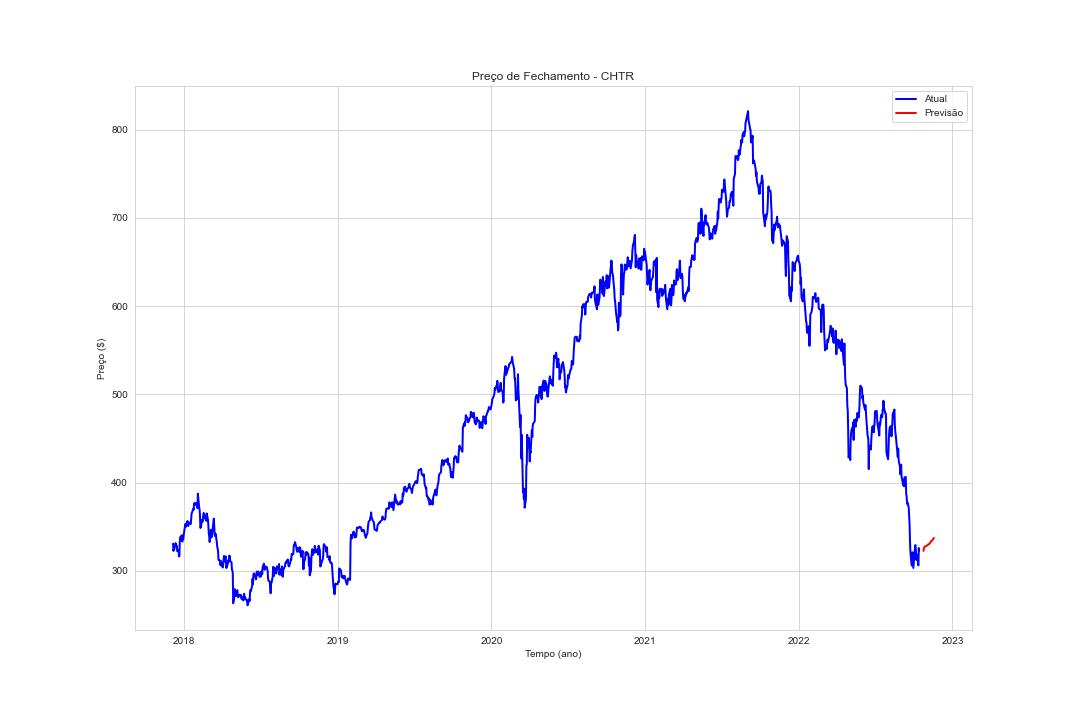 Preço de Fechamento - CHTR
Atual
Previsão
800
700
600
500
400
300
Preço ($)
2018
2019
2020
2021
2022
2023
Tempo (ano)